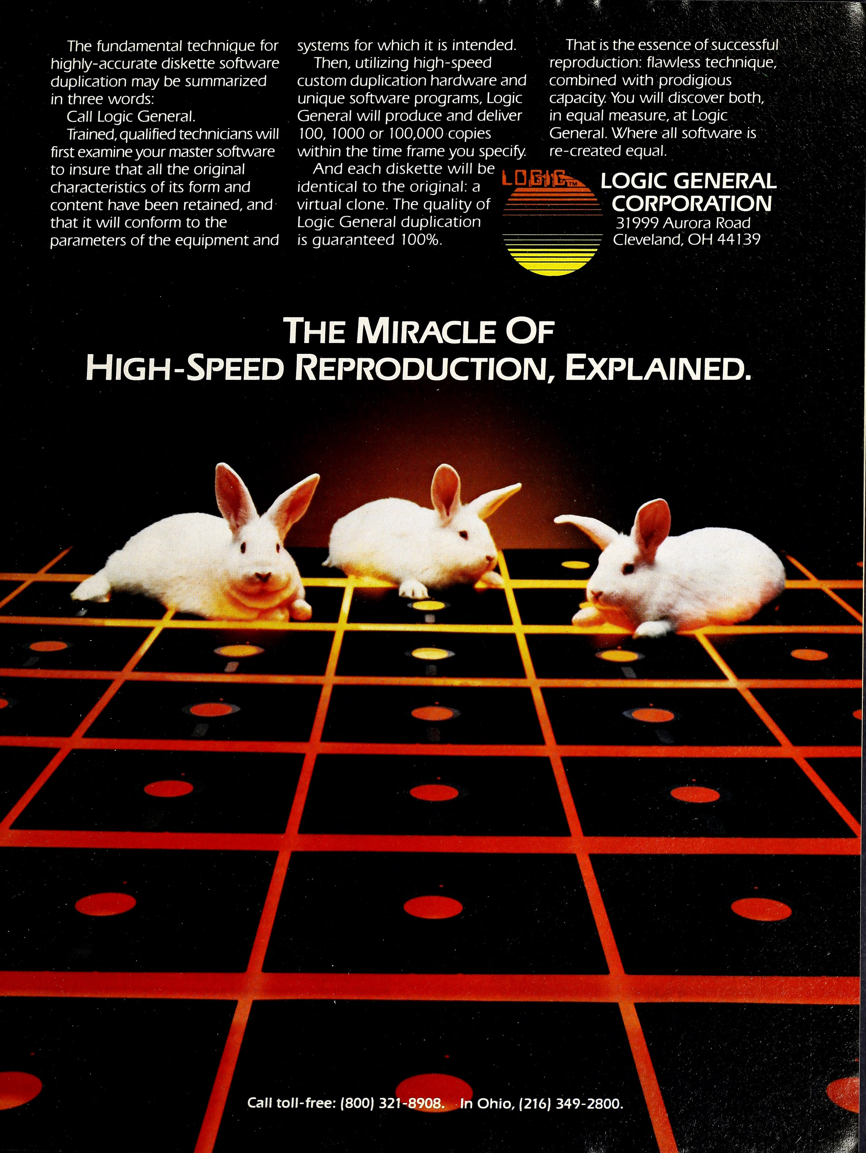 The fundamental technique for
highly-accurate diskette software
duplication may be summarized
in three words:
Call Logic General.
Trained, qualified technicians will
first examine your master software
to insure that all the original
characteristics of its form and
content have been retained, and
that it will conform to the
parameters of the equipment and
systems for which it is intended.
Then, utilizing high-speed
custom duplication hardware and
unique software programs, Logic
General will produce and deliver
100, 1000 or 100,000 copies
within the time frame you specify.
And each diskette will be
identical to the original: a
virtual clone. The quality of
Logic General duplication
is guaranteed 100%.
That is the essence of successful
reproduction: flawless technique,
combined with prodigious
capacity. You will discover both,
in equal measure, at Logic
General. Where all software is
re-created equal.
LOGIC™
LOGIC GENERAL
CORPORATION
31999 Aurora Road
Cleveland, OH 44139
THE MIRACLE OF
HIGH-SPEED REPRODUCTION, EXPLAINED.
Call toll-free: (800) 321-8908. In Ohio, (216) 349-2800.